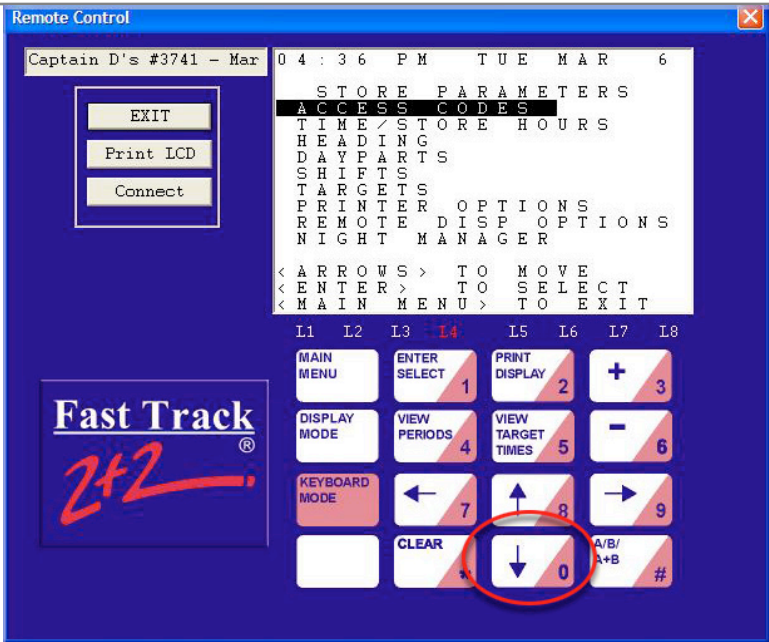 Remote Control
Captain D's #3741 - Mar
EXIT
Print LCD
Connect
04:36 PM TUE MAR 6
STORE PARAMETERS
ACCESS CODES
TIME/STORE HOURS
HEADING
DAYPARTS
SHIFTS
TARGETS
PRINTER OPTIONS
REMOTE DISP OPTIONS
NIGHT MANAGER
<ARROWS> TO MOVE
<ENTER> TO SELECT
<MAIN MENU> TO EXIT
L1 L2 L3 L4 L5 L6 L7 L8
MAIN MENU
ENTER SELECT 1
PRINT DISPLAY 2
+ 3
DISPLAY MODE
VIEW PERIODS 4
VIEW TARGET TIMES 5
- 6
KEYBOARD MODE
← 7
↑ 8
→ 9
CLEAR *
↓ 0
A/B/A+B #
Fast Track
®
2+2